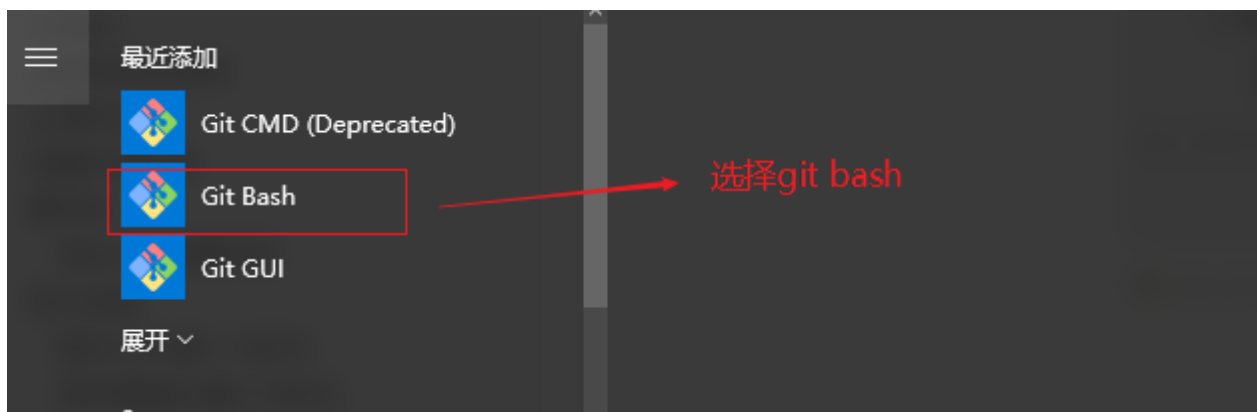 最近添加
Git CMD (Deprecated)
Git Bash
选择git bash
Git GUI
展开